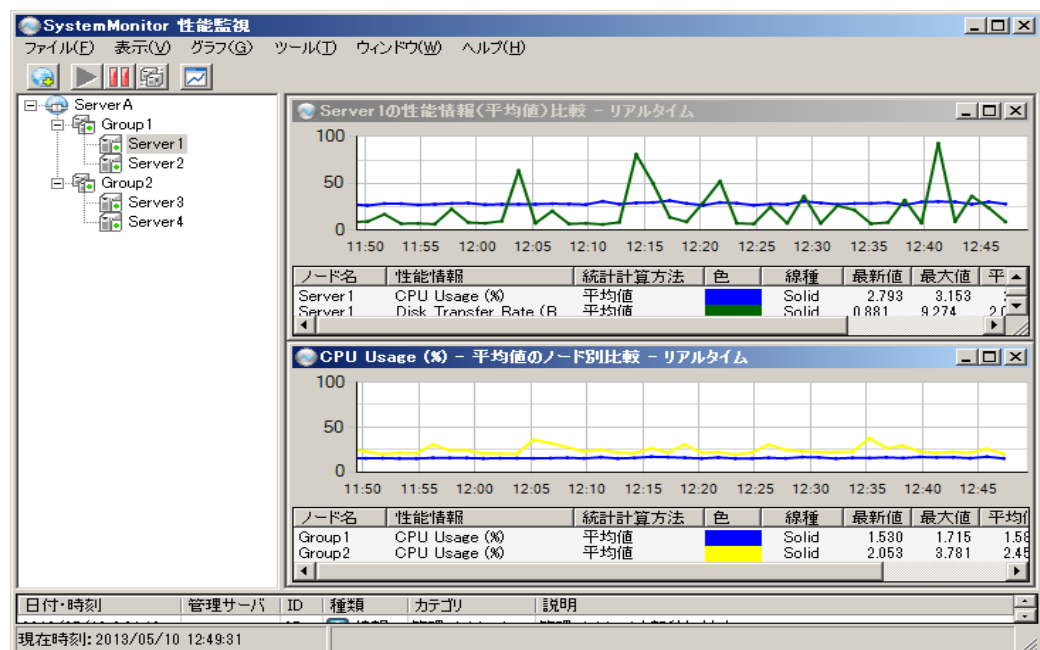 SystemMonitor 性能監視
ファイル(F) 表示(V) グラフ(G) ツール(T) ウィンドウ(W) ヘルプ(H)
ServerA
Group1
Server1
Server2
Group2
Server3
Server4
Server1の性能情報(平均値)比較 - リアルタイム
100
50
0
11:50 11:55 12:00 12:05 12:10 12:15 12:20 12:25 12:30 12:35 12:40 12:45
ノード名 性能情報 統計計算方法 色 線種 最新値 最大値 平
Server1 CPU Usage (%) 平均値 Solid 2.793 3.153
Server1 Disk Transfer Rate (B 平均値 Solid 0.881 9.274
CPU Usage (%) - 平均値のノード別比較 - リアルタイム
100
50
0
11:50 11:55 12:00 12:05 12:10 12:15 12:20 12:25 12:30 12:35 12:40 12:45
ノード名 性能情報 統計計算方法 色 線種 最新値 最大値 平均
Group1 CPU Usage (%) 平均値 Solid 1.530 1.715 1.58
Group2 CPU Usage (%) 平均値 Solid 2.053 3.781 2.45
日付・時刻 管理サーバ ID 種類 カテゴリ 説明
現在時刻: 2013/05/10 12:49:31